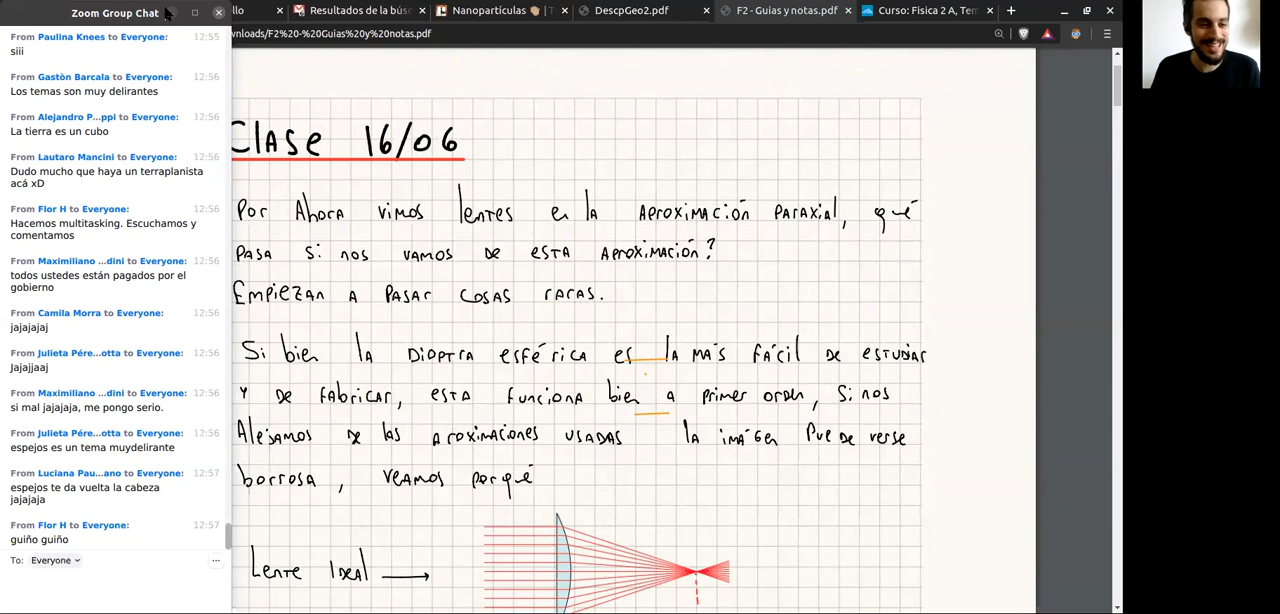 Zoom Group Chat
llo
Resultados de la bús
Nanopartículas
T
DescpGeo2.pdf
F2 - Guias y notas.pdf
Curso: Fisica 2 A, Tem
wnloads/F2%20-%20Guias%20y%20notas.pdf
From Paulina Knees to Everyone: 12:55
siii
From Gastòn Barcala to Everyone: 12:56
Los temas son muy delirantes
From Alejandro P...ppi to Everyone: 12:56
La tierra es un cubo
From Lautaro Mancini to Everyone: 12:56
Dudo mucho que haya un terraplanista
acá xD
From Flor H to Everyone: 12:56
Hacemos multitasking. Escuchamos y
comentamos
From Maximiliano ...dini to Everyone: 12:56
todos ustedes están pagados por el
gobierno
From Camila Morra to Everyone: 12:56
jajajajaj
From Julieta Pére...otta to Everyone: 12:56
Jajajjaaj
From Maximiliano ...dini to Everyone: 12:56
si mal jajajaja, me pongo serio.
From Julieta Pére...otta to Everyone: 12:56
espejos es un tema muydelirante
From Luciana Pau...ano to Everyone: 12:57
espejos te da vuelta la cabeza
jajajaja
From Flor H to Everyone: 12:57
guiño guiño
To: Everyone
Clase 16/06
Por Ahora vimos lentes en la Aproximación paraxial, qué
pasa si nos vamos de esta Aproximación?
Empiezan a pasar cosas raras.
Si bien la Dioptra esférica es la más fácil de estudiar
y de fabricar, esta funciona bien a primer orden, si nos
Alejamos de las aproximaciones usadas la imágen puede verse
borrosa, veamos porqué
Lente Ideal